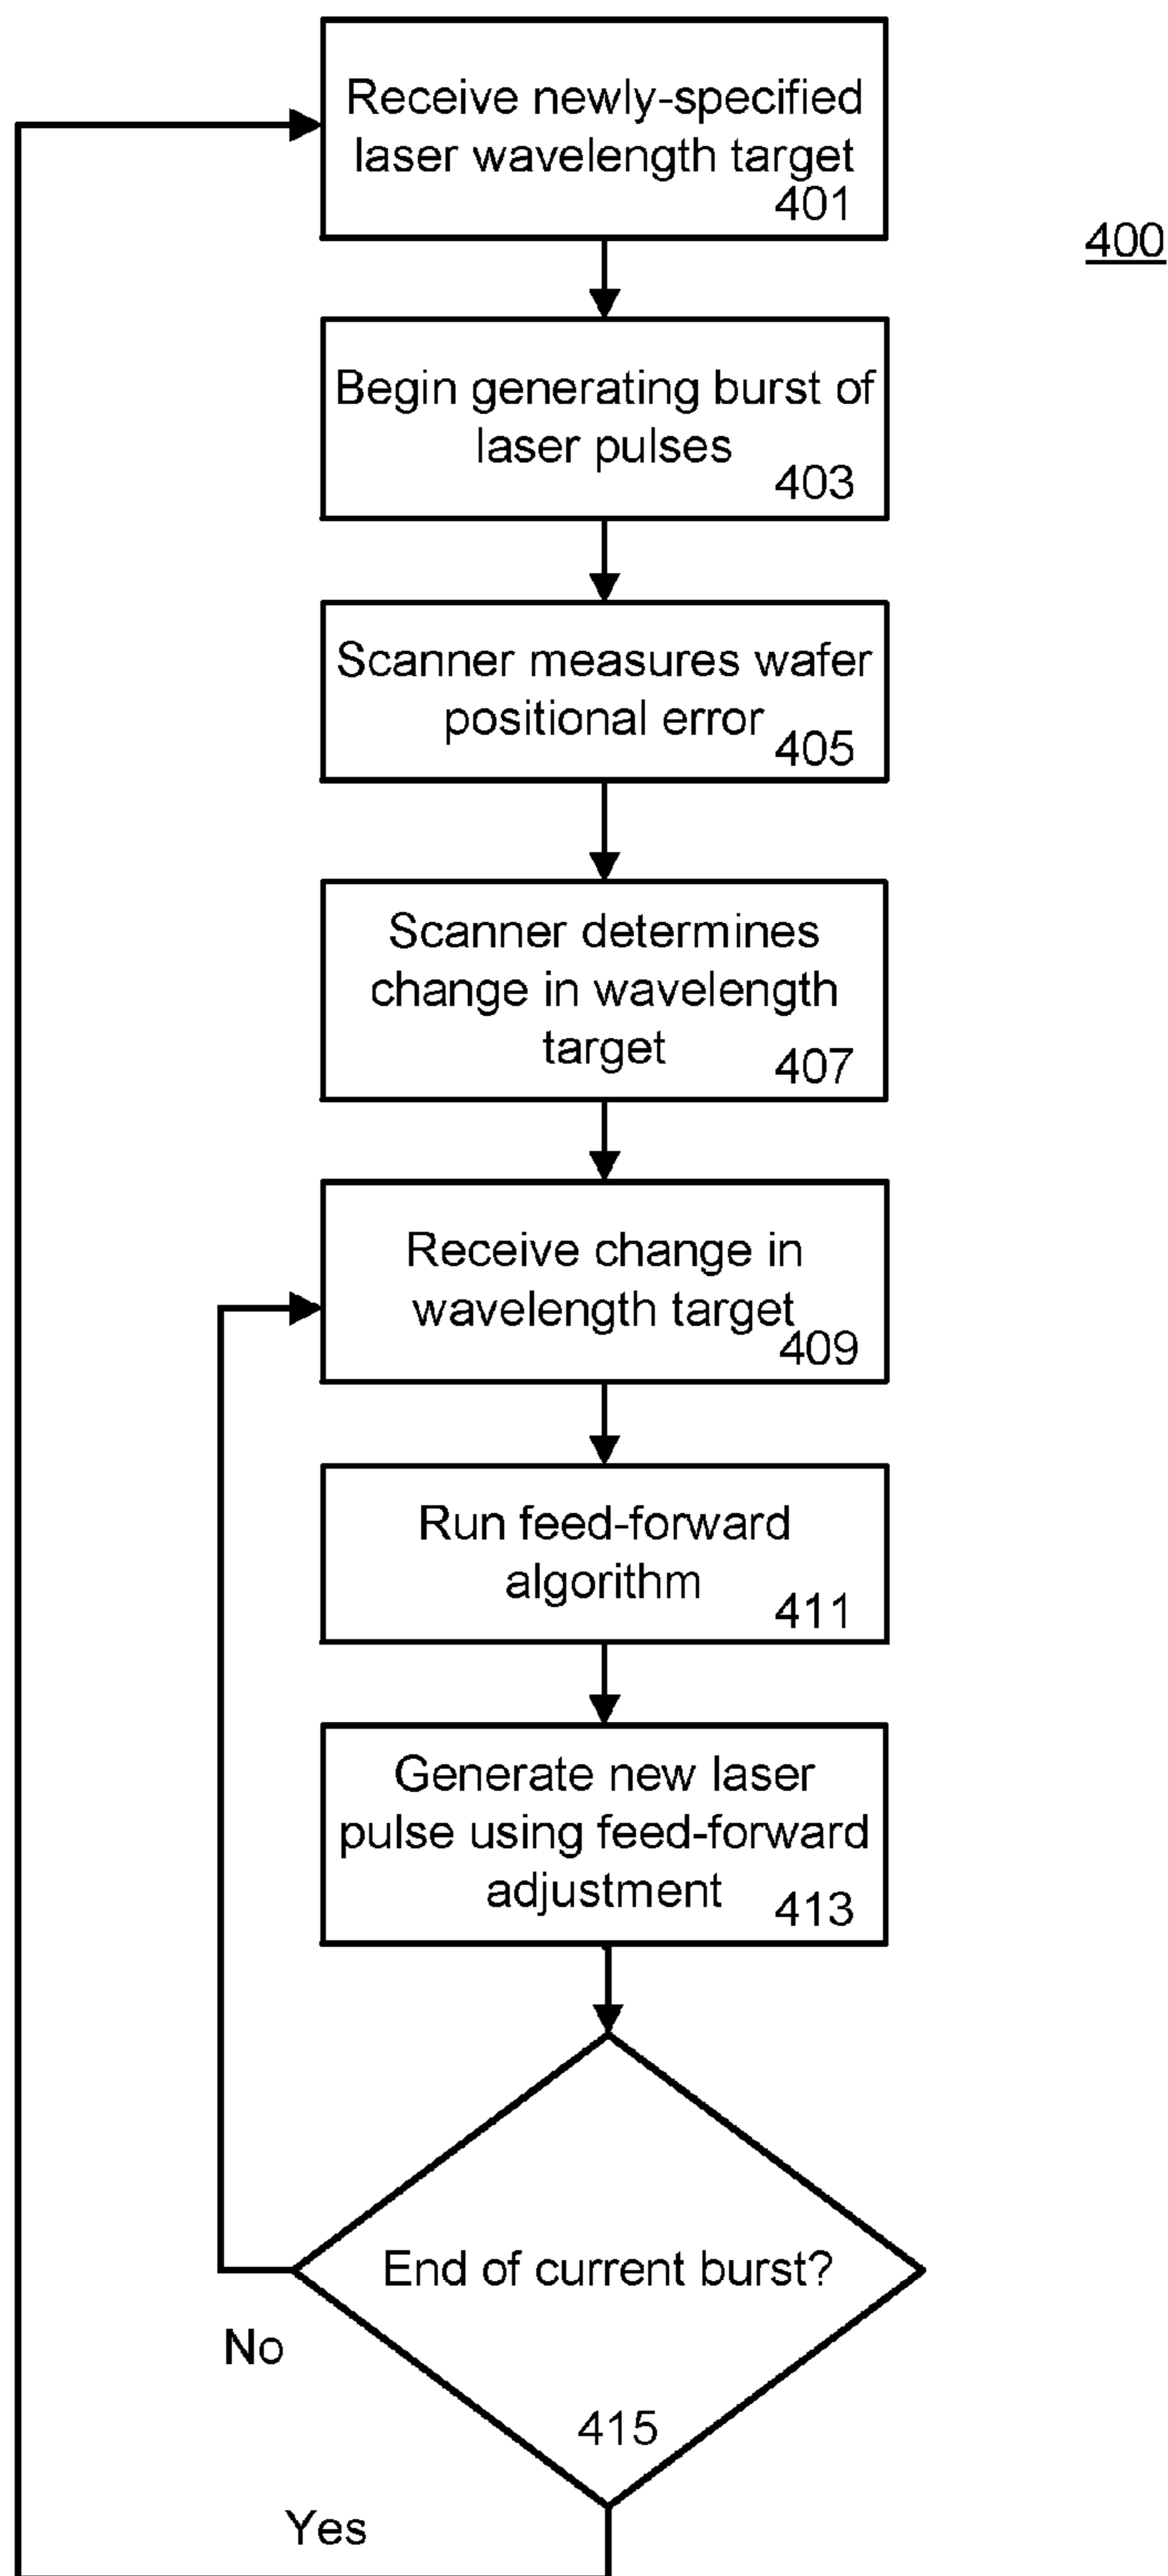 Receive newly-specified
laser wavelength target
401
400
Begin generating burst of
laser pulses
403
Scanner measures wafer
positional error
405
Scanner determines
change in wavelength
target
407
Receive change in
wavelength target
409
Run feed-forward
algorithm
411
Generate new laser
pulse using feed-forward
adjustment
413
End of current burst?
No
415
Yes